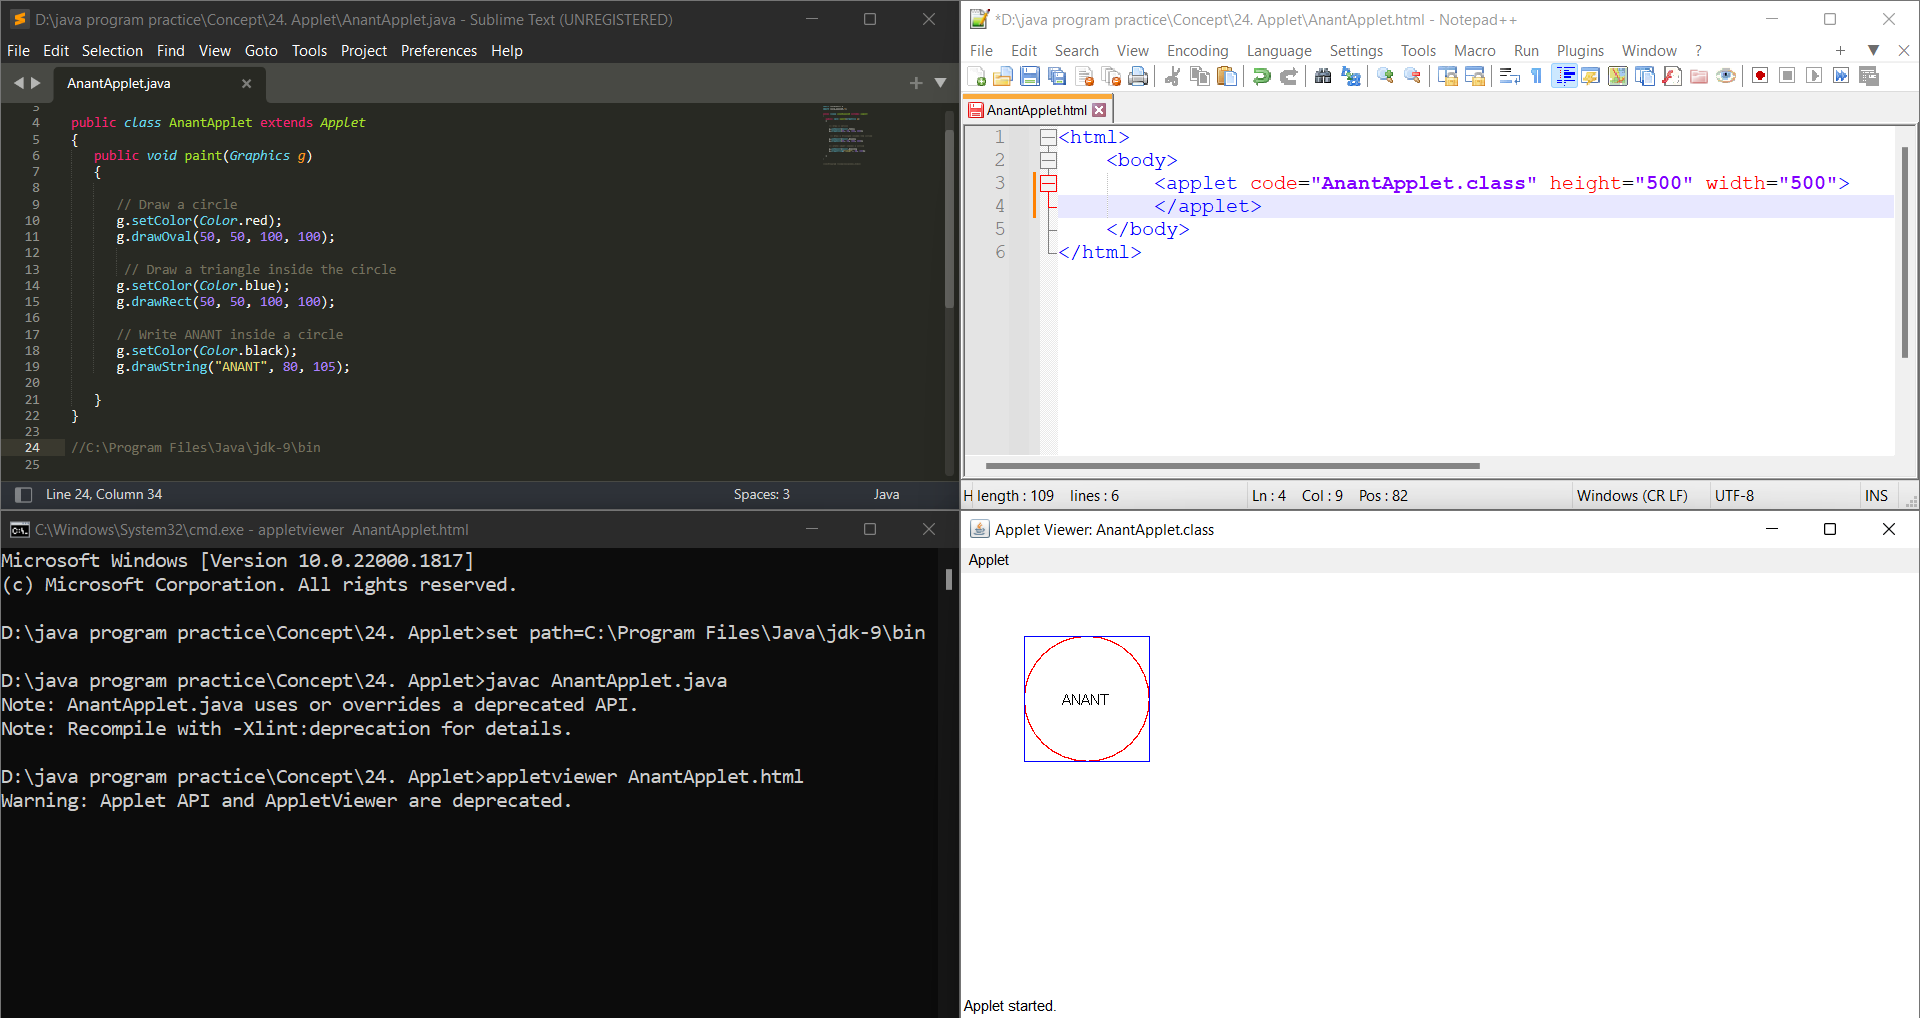 D:\java program practice\Concept\24. Applet\AnantApplet.java - Sublime Text (UNREGISTERED)
File Edit Selection Find View Goto Tools Project Preferences Help
AnantApplet.java
3
4 public class AnantApplet extends Applet
5 {
6 public void paint(Graphics g)
7 {
8
9 // Draw a circle
10 g.setColor(Color.red);
11 g.drawOval(50, 50, 100, 100);
12
13 // Draw a triangle inside the circle
14 g.setColor(Color.blue);
15 g.drawRect(50, 50, 100, 100);
16
17 // Write ANANT inside a circle
18 g.setColor(Color.black);
19 g.drawString("ANANT", 80, 105);
20
21 }
22 }
23
24 //C:\Program Files\Java\jdk-9\bin
25
Line 24, Column 34 Spaces: 3 Java
*D:\java program practice\Concept\24. Applet\AnantApplet.html - Notepad++
File Edit Search View Encoding Language Settings Tools Macro Run Plugins Window ?
AnantApplet.html
1 <html>
2 <body>
3 <applet code="AnantApplet.class" height="500" width="500">
4 </applet>
5 </body>
6 </html>
H length : 109 lines : 6 Ln : 4 Col : 9 Pos : 82 Windows (CR LF) UTF-8 INS
C:\Windows\System32\cmd.exe - appletviewer AnantApplet.html
Microsoft Windows [Version 10.0.22000.1817]
(c) Microsoft Corporation. All rights reserved.
D:\java program practice\Concept\24. Applet>set path=C:\Program Files\Java\jdk-9\bin
D:\java program practice\Concept\24. Applet>javac AnantApplet.java
Note: AnantApplet.java uses or overrides a deprecated API.
Note: Recompile with -Xlint:deprecation for details.
D:\java program practice\Concept\24. Applet>appletviewer AnantApplet.html
Warning: Applet API and AppletViewer are deprecated.
Applet Viewer: AnantApplet.class
Applet
ANANT
Applet started.